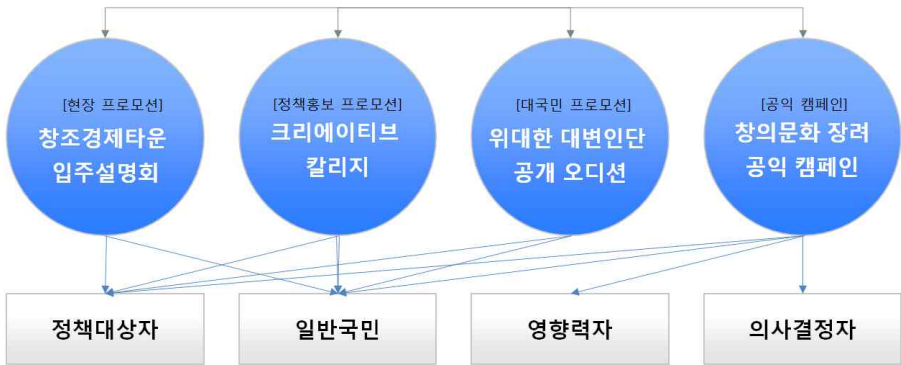 [현장 프로모션]
창조경제타운
입주설명회
[정책홍보 프로모션]
크리에이티브
칼리지
[대국민 프로모션]
위대한 대변인단
공개 오디션
[공익 캠페인]
창의문화 장려
공익 캠페인
정책대상자
일반국민
영향력자
의사결정자